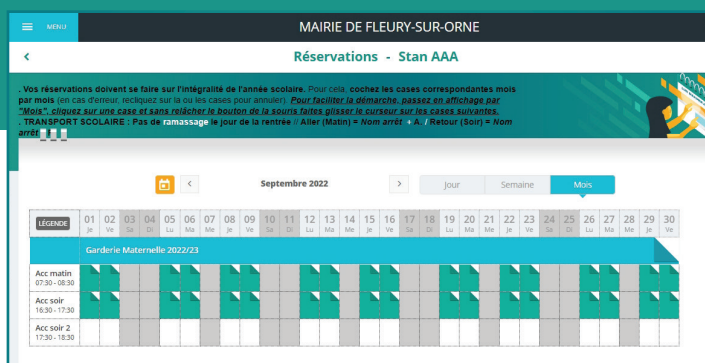 MENU
MAIRIE DE FLEURY-SUR-ORNE
Réservations - Stan AAA
. Vos réservations doivent se faire sur l'intégralité de l'année scolaire. Pour cela, cochez les cases correspondantes mois
par mois (en cas d'erreur, recliquez sur la ou les cases pour annuler). Pour faciliter la démarche, passez en affichage par
"Mois", cliquez sur une case et sans relâcher le bouton de la souris faites glisser le curseur sur les cases suivantes.
. TRANSPORT SCOLAIRE : Pas de ramassage le jour de la rentrée // Aller (Matin) = Nom arrêt + A. / Retour (Soir) = Nom
arrêt
Septembre 2022
Jour Semaine Mois
LÉGENDE 01 02 03 04 05 06 07 08 09 10 11 12 13 14 15 16 17 18 19 20 21 22 23 24 25 26 27 28 29 30
Je Ve Sa Di Lu Ma Me Je Ve Sa Di Lu Ma Me Je Ve Sa Di Lu Ma Me Je Ve Sa Di Lu Ma Me Je Ve
Garderie Maternelle 2022/23
Acc matin
07:30 - 08:30
Acc soir
16:30 - 17:30
Acc soir 2
17:30 - 18:30